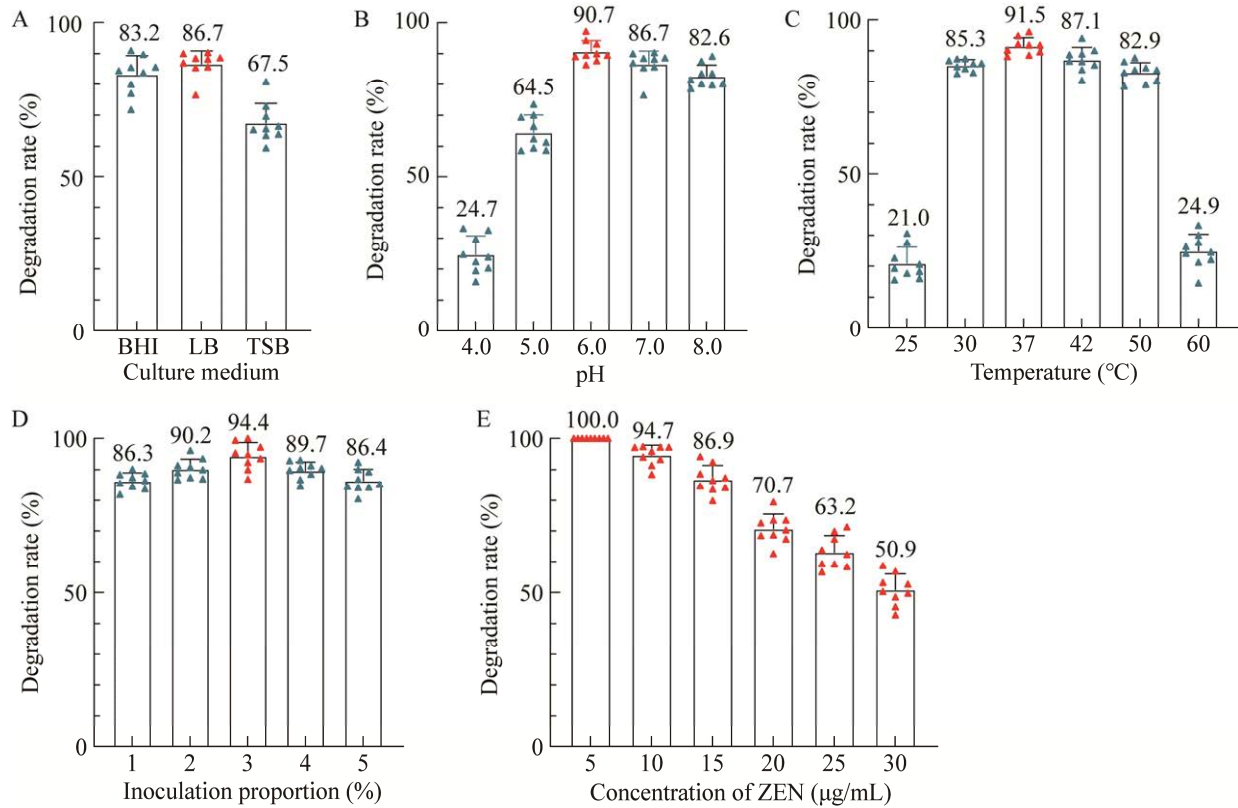 A
Degradation rate (%)
100
50
0
83.2
86.7
67.5
BHI LB TSB
Culture medium
B
Degradation rate (%)
100
50
0
24.7
64.5
90.7
86.7
82.6
4.0 5.0 6.0 7.0 8.0
pH
C
Degradation rate (%)
100
50
0
21.0
85.3
91.5
87.1
82.9
24.9
25 30 37 42 50 60
Temperature (℃)
D
Degradation rate (%)
100
50
0
86.3
90.2
94.4
89.7
86.4
1 2 3 4 5
Inoculation proportion (%)
E
Degradation rate (%)
100
50
0
100.0
94.7
86.9
70.7
63.2
50.9
5 10 15 20 25 30
Concentration of ZEN (μg/mL)